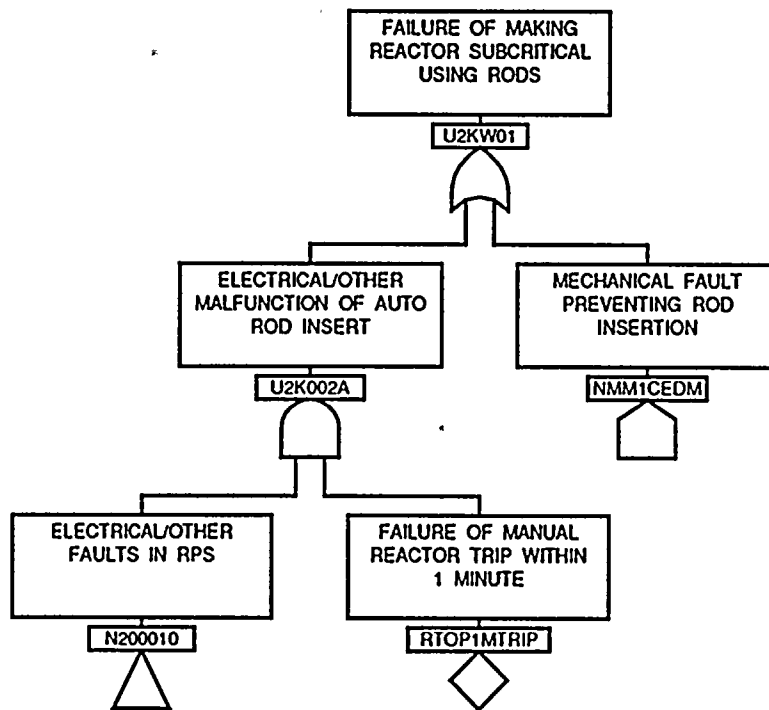 FAILURE OF MAKING
REACTOR SUBCRITICAL
USING RODS
U2KW01
ELECTRICAL/OTHER
MALFUNCTION OF AUTO
ROD INSERT
U2K002A
MECHANICAL FAULT
PREVENTING ROD
INSERTION
NMM1CEDM
ELECTRICAL/OTHER
FAULTS IN RPS
N200010
FAILURE OF MANUAL
REACTOR TRIP WITHIN
1 MINUTE
RTOP1MTRIP